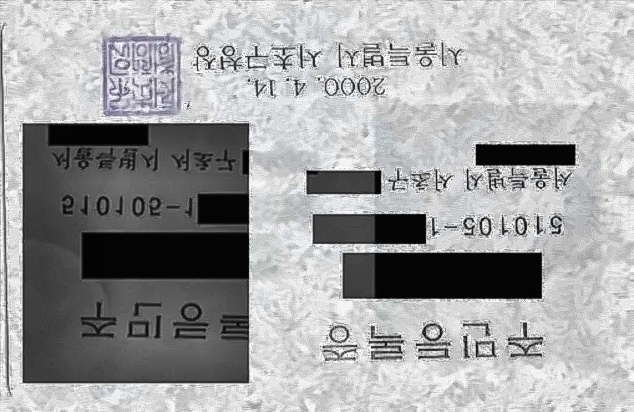 주민등록증
510105-1
서울특별시 서초구
2000. 4. 14.
서울특별시 서초구청장
주민등록
510105-1
서울특별시 서초구